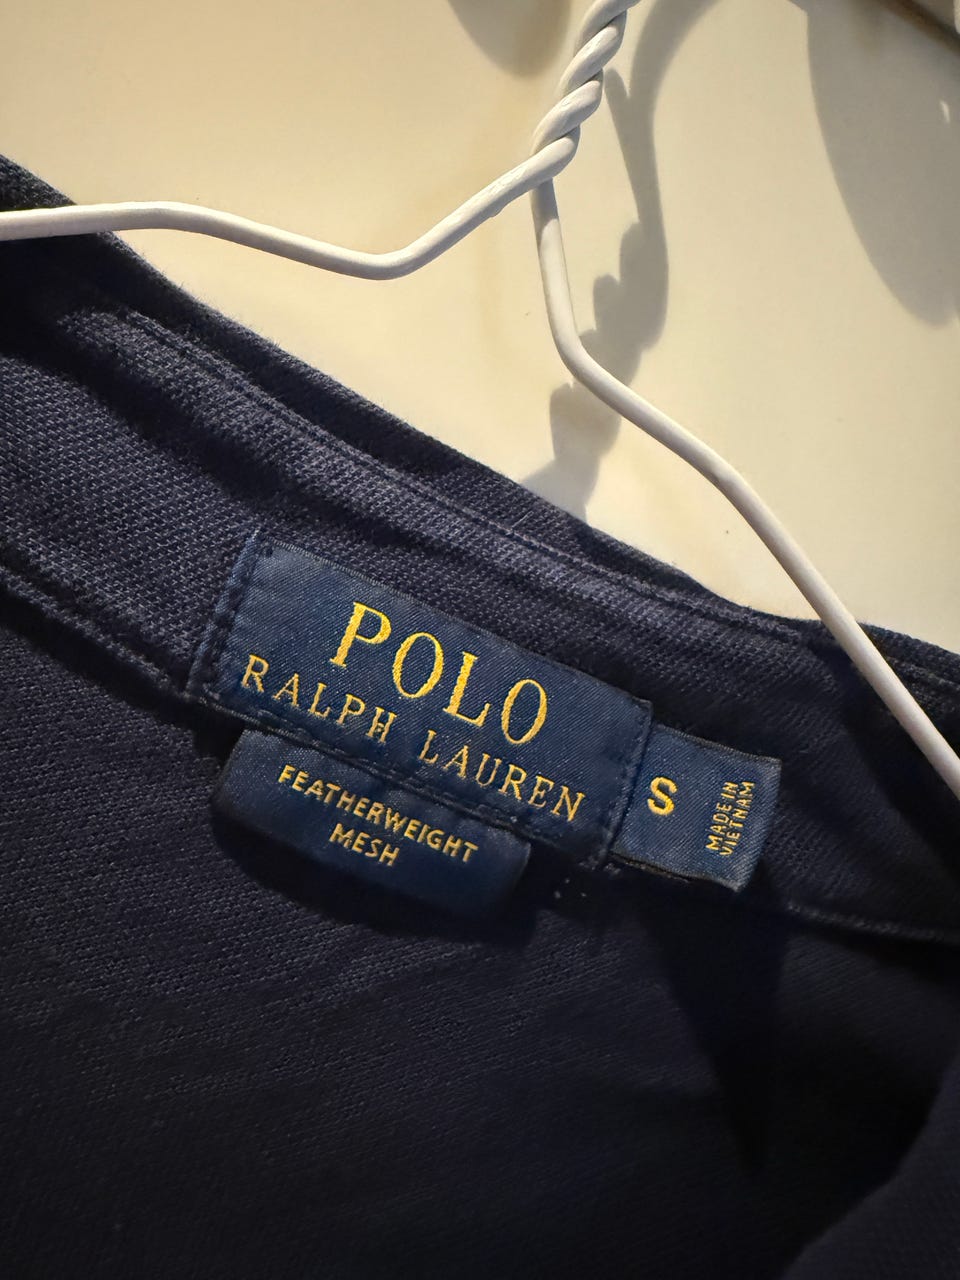 POLO
RALPH LAUREN
FEATHERWEIGHT
MESH
S
MADE IN
VIETNAM